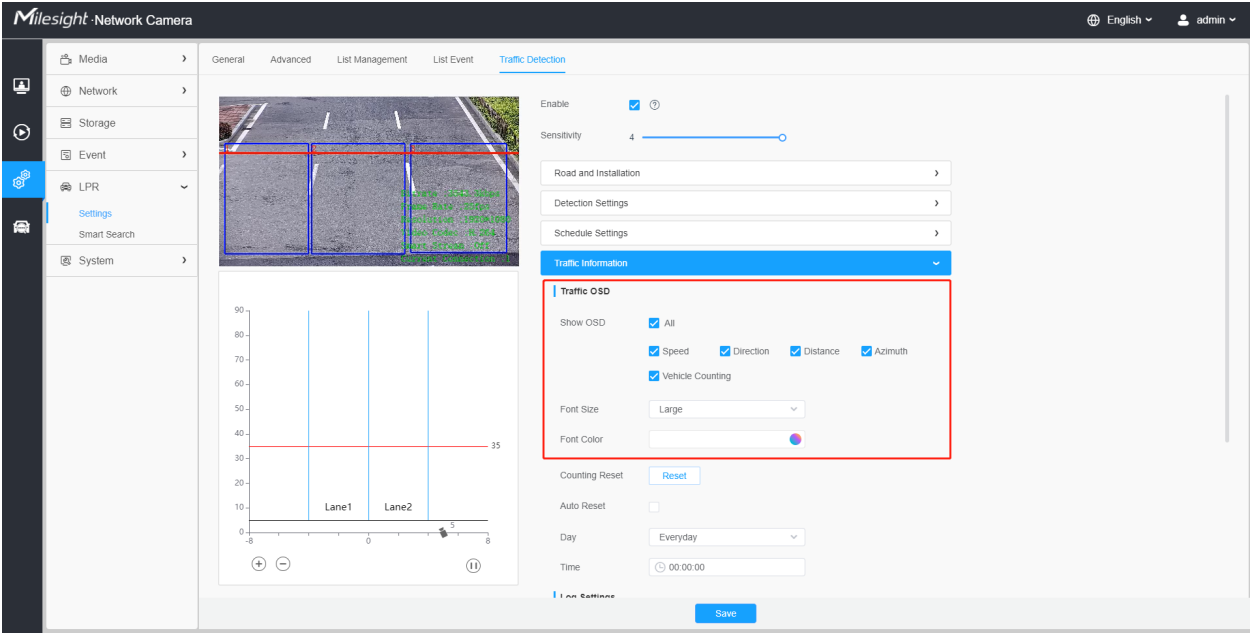 Milesight · Network Camera
English
admin
Media
Network
Storage
Event
LPR
Settings
Smart Search
System
General Advanced List Management List Event Traffic Detection
Enable
Sensitivity 4
Road and Installation
Detection Settings
Schedule Settings
Traffic Information
Traffic OSD
Show OSD All
Speed Direction Distance Azimuth
Vehicle Counting
Font Size Large
Font Color
Counting Reset Reset
Auto Reset
Day Everyday
Time 00:00:00
Log Settings
Save
90
80
70
60
50
40
35
30
20
10
Lane1 Lane2
5
0
-8 0 8